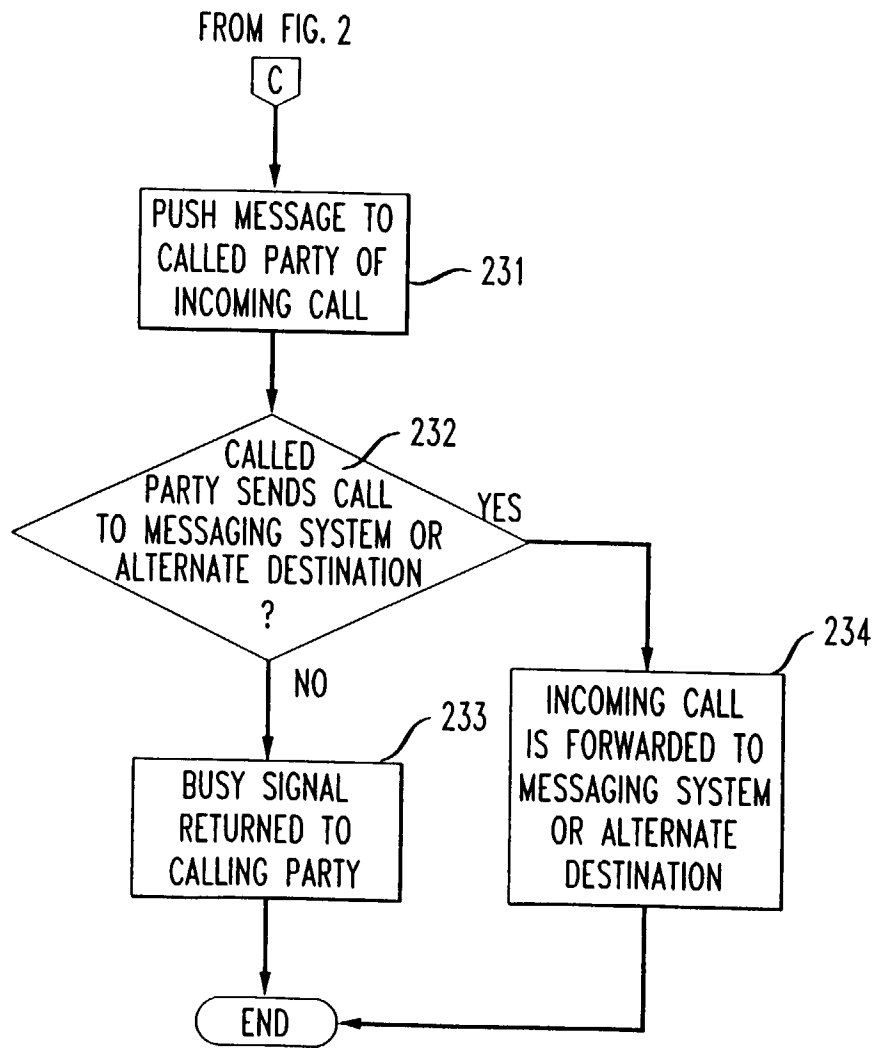 FROM FIG. 2
C
PUSH MESSAGE TO
CALLED PARTY OF
INCOMING CALL
231
CALLED
PARTY SENDS CALL
TO MESSAGING SYSTEM OR
ALTERNATE DESTINATION
?
232
YES
NO
233
BUSY SIGNAL
RETURNED TO
CALLING PARTY
234
INCOMING CALL
IS FORWARDED TO
MESSAGING SYSTEM
OR ALTERNATE
DESTINATION
END